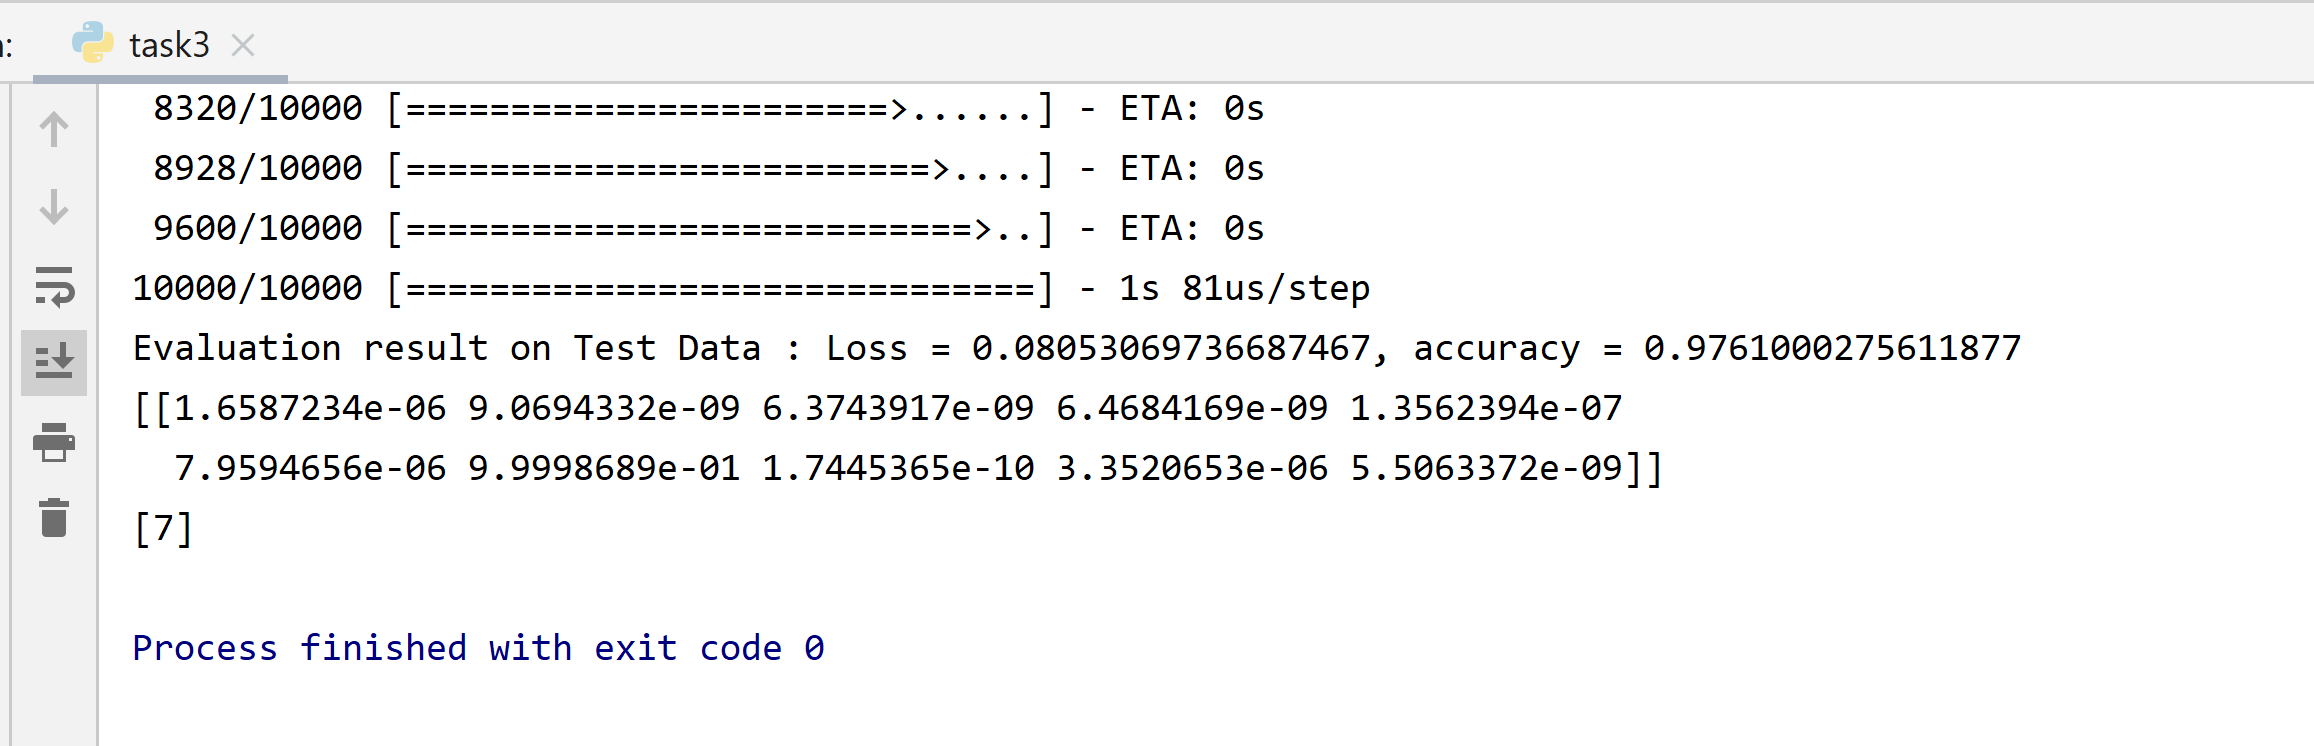 n: task3
8320/10000 [=======================>......] - ETA: 0s
8928/10000 [=========================>....] - ETA: 0s
9600/10000 [===========================>..] - ETA: 0s
10000/10000 [==============================] - 1s 81us/step
Evaluation result on Test Data : Loss = 0.08053069736687467, accuracy = 0.9761000275611877
[[1.6587234e-06 9.0694332e-09 6.3743917e-09 6.4684169e-09 1.3562394e-07
7.9594656e-06 9.9998689e-01 1.7445365e-10 3.3520653e-06 5.5063372e-09]]
[7]
Process finished with exit code 0